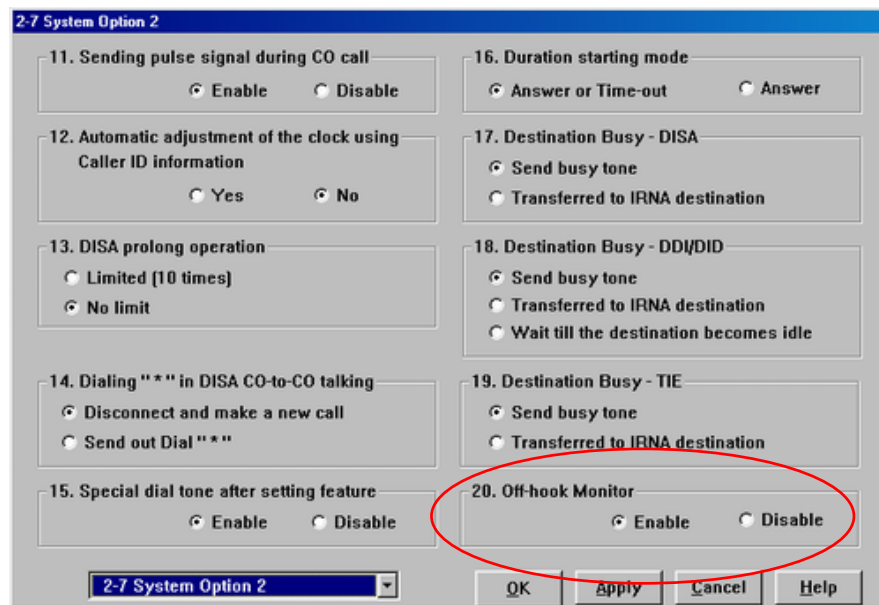 2-7 System Option 2
11. Sending pulse signal during CO call
Enable Disable
12. Automatic adjustment of the clock using
Caller ID information
Yes No
13. DISA prolong operation
Limited (10 times)
No limit
14. Dialing "*" in DISA CO-to-CO talking
Disconnect and make a new call
Send out Dial "*"
15. Special dial tone after setting feature
Enable Disable
16. Duration starting mode
Answer or Time-out Answer
17. Destination Busy - DISA
Send busy tone
Transferred to IRNA destination
18. Destination Busy - DDI/DID
Send busy tone
Transferred to IRNA destination
Wait till the destination becomes idle
19. Destination Busy - TIE
Send busy tone
Transferred to IRNA destination
20. Off-hook Monitor
Enable Disable
2-7 System Option 2
OK Apply Cancel Help